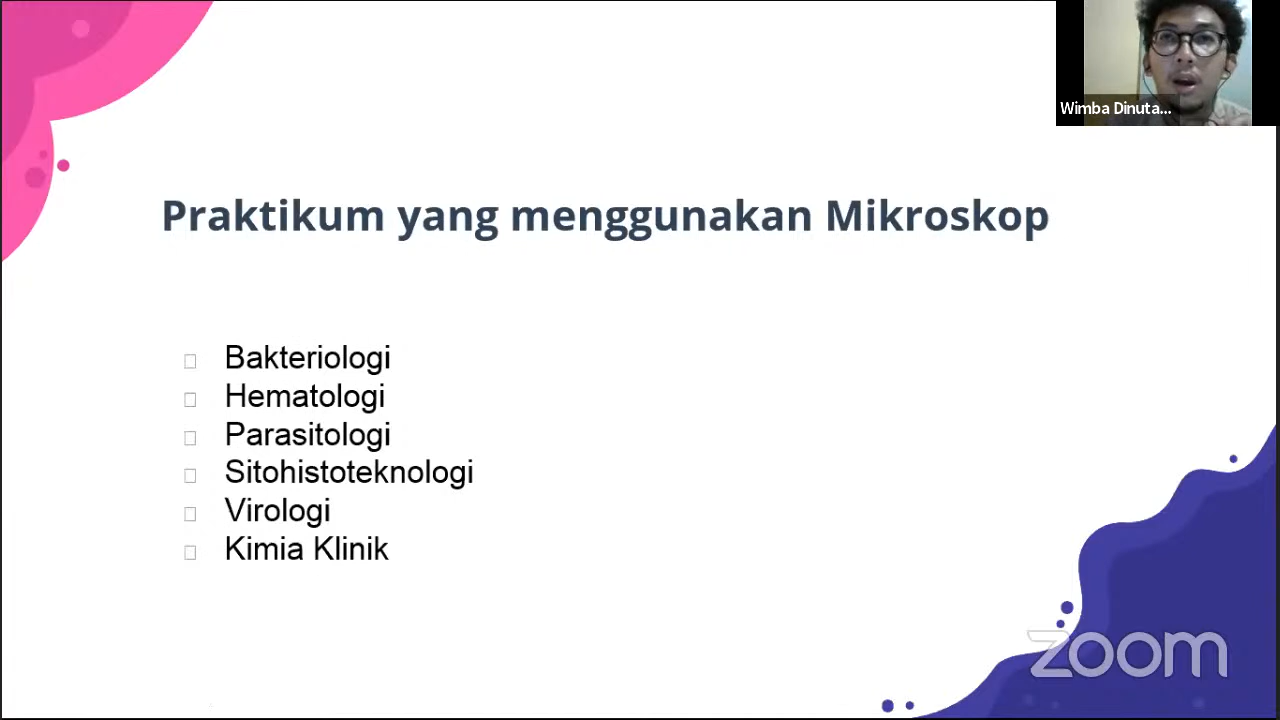 Wimba Dinuta...
Praktikum yang menggunakan Mikroskop
Bakteriologi
Hematologi
Parasitologi
Sitohistoteknologi
Virologi
Kimia Klinik
zoom